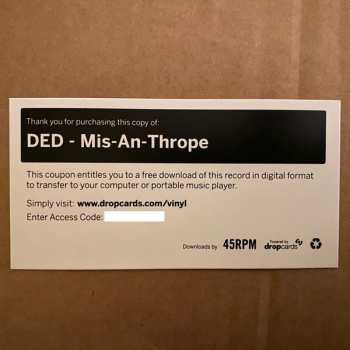 Thank you for purchasing this copy of:
DED - Mis-An-Thrope
This coupon entitles you to a free download of this record in digital format
to transfer to your computer or portable music player.
Simply visit: www.dropcards.com/vinyl
Enter Access Code:
Downloads by 45RPM Powered by dropcards